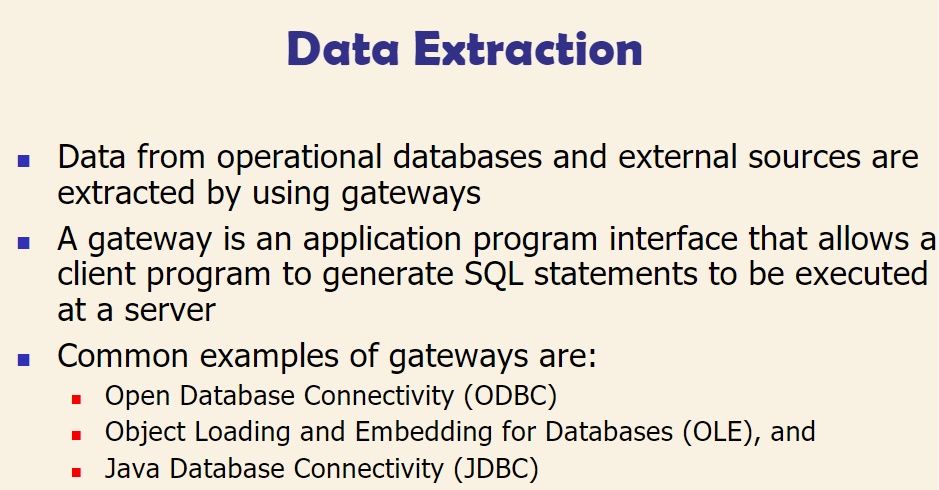 Data Extraction
Data from operational databases and external sources are
extracted by using gateways
A gateway is an application program interface that allows a
client program to generate SQL statements to be executed
at a server
Common examples of gateways are:
Open Database Connectivity (ODBC)
Object Loading and Embedding for Databases (OLE), and
Java Database Connectivity (JDBC)